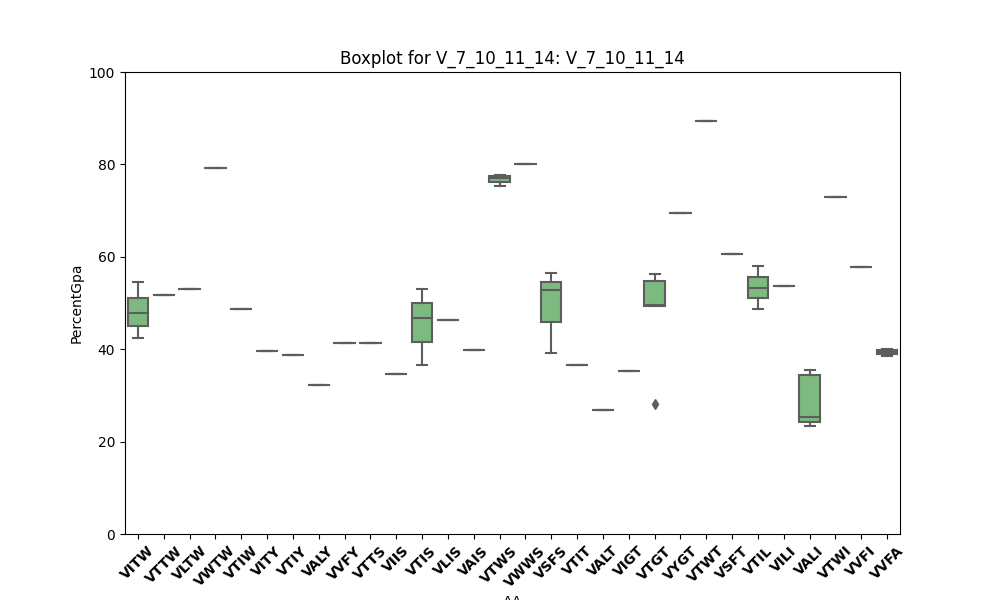 Boxplot for V_7_10_11_14: V_7_10_11_14
100
80
60
40
20
0
PercentGpa
VITW
VTTW
VLTW
VWTW
VTIW
VITY
VTIY
VALY
VVFY
VTTS
VIIS
VTIS
VLIS
VAIS
VTWS
VWWS
VSFS
VTIT
VALT
VIGT
VTGT
VYGT
VTWT
VSFT
VTIL
VILI
VALI
VTWI
VVFI
VVFA